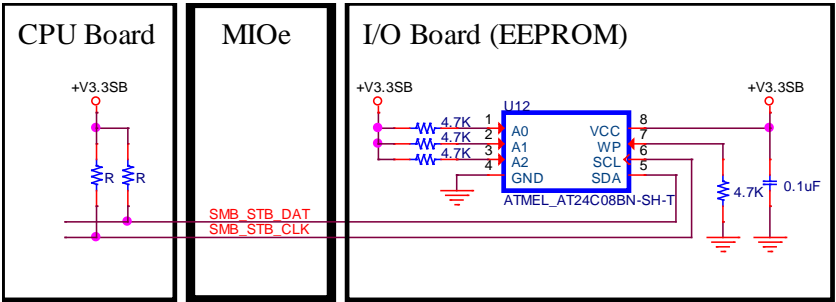 CPU Board
MIOe
I/O Board (EEPROM)
+V3.3SB
+V3.3SB
+V3.3SB
U12
4.7K
4.7K
4.7K
1
2
3
4
A0
A1
A2
GND
VCC
WP
SCL
SDA
8
7
6
5
R
R
4.7K
0.1uF
ATMEL_AT24C08BN-SH-T
SMB_STB_DAT
SMB_STB_CLK